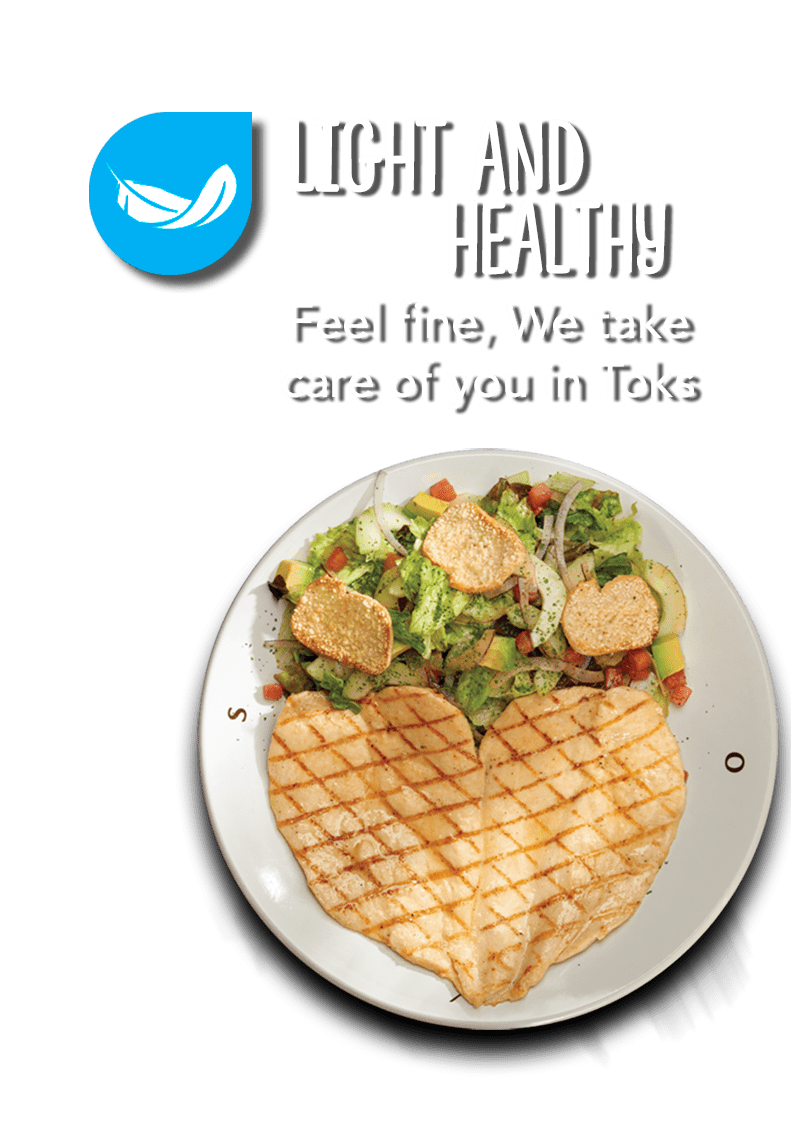 LIGHT AND
HEALTHY
Feel fine, We take
care of you in Toks
S
O